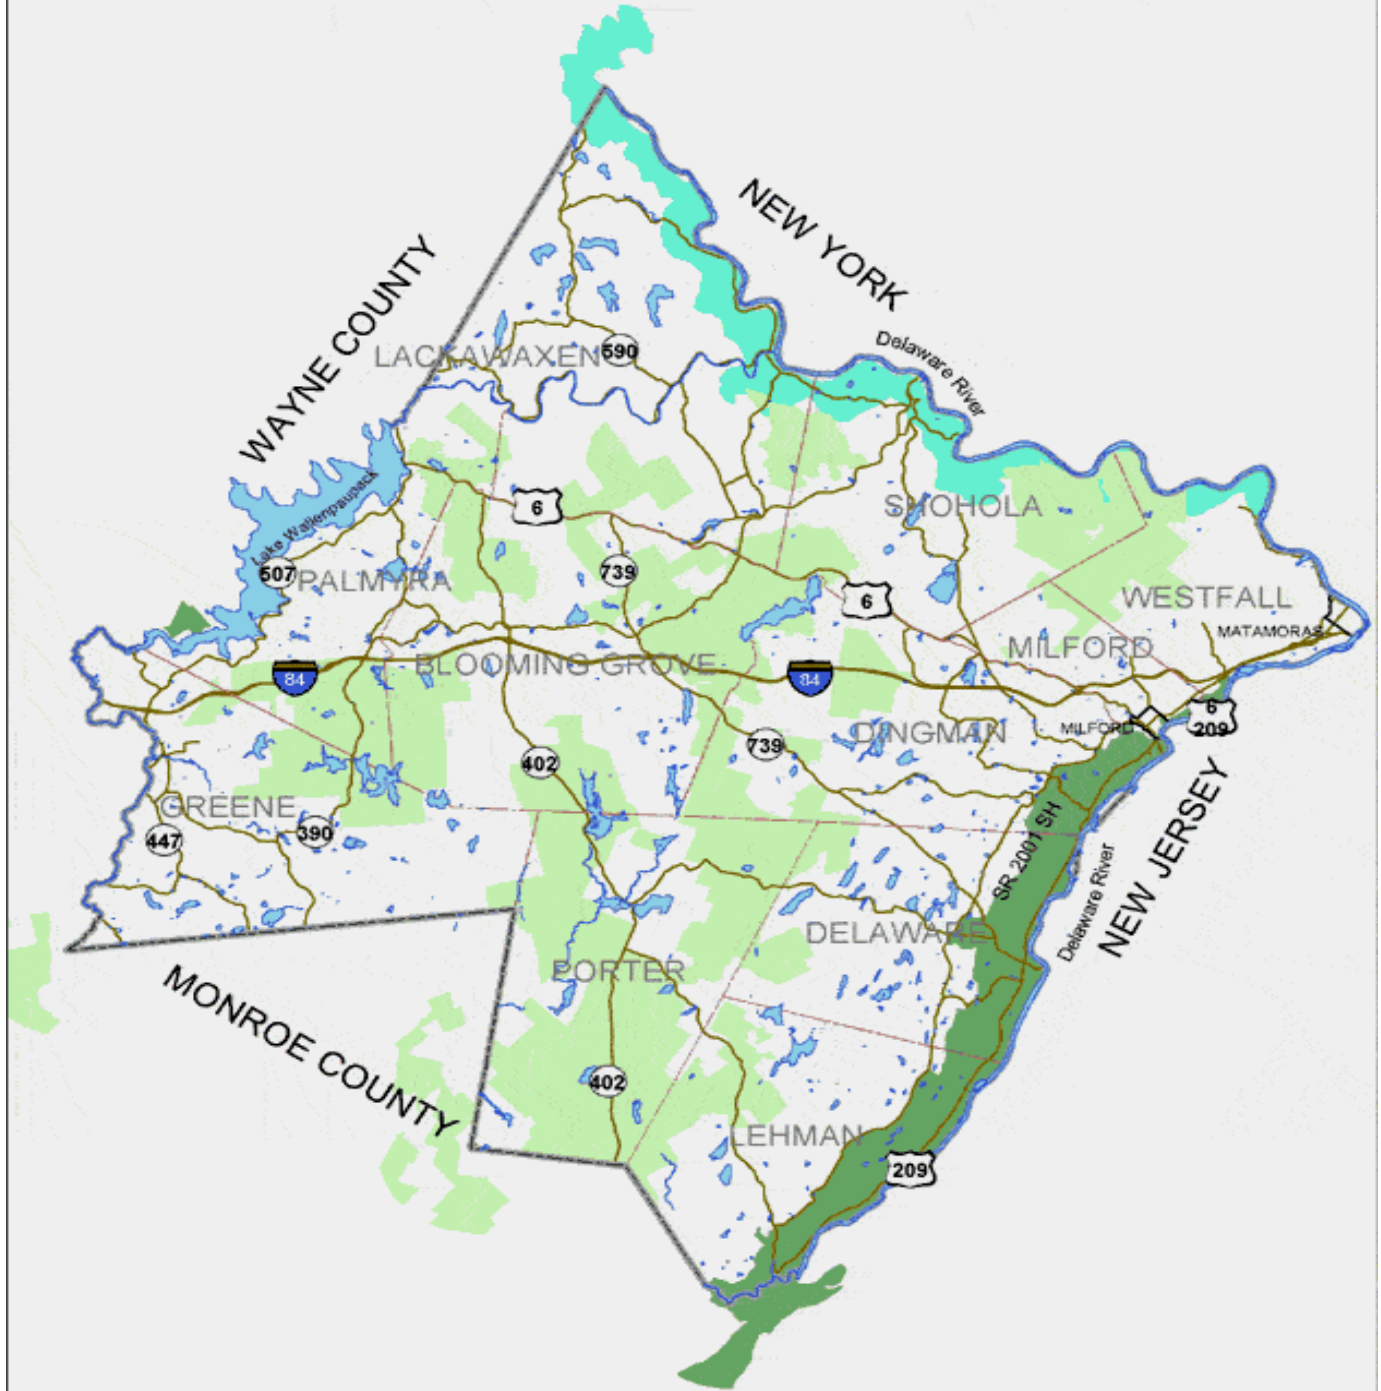 NEW YORK
WAYNE COUNTY
Delaware River
LACKAWAXEN
590
Lake Wallenpaupack
6
SHOHOLA
507
PALMYRA
739
6
WESTFALL
MATAMORAS
MILFORD
BLOOMING GROVE
84
84
6
209
MILFORD
DINGMAN
739
402
GREENE
390
447
SR 2001 SH
NEW JERSEY
Delaware River
DELAWARE
PORTER
MONROE COUNTY
402
LEHMAN
209